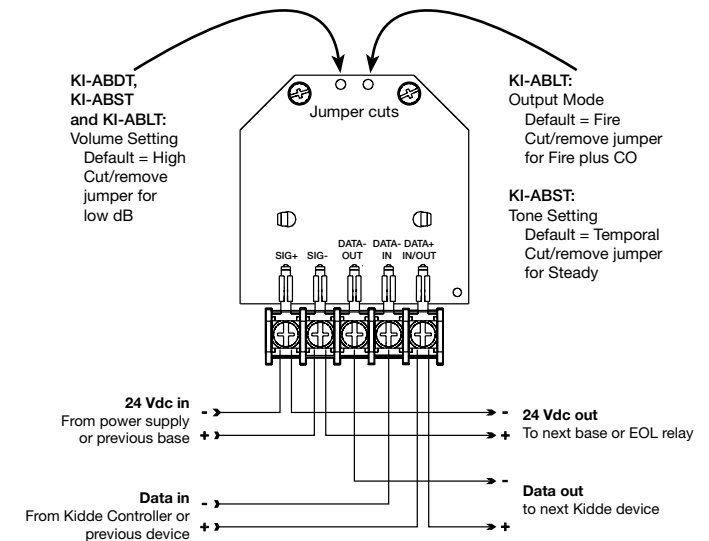 KI-ABDT,
KI-ABST
and KI-ABLT:
Volume Setting
Default = High
Cut/remove
jumper for
low dB
Jumper cuts
KI-ABLT:
Output Mode
Default = Fire
Cut/remove jumper
for Fire plus CO
KI-ABST:
Tone Setting
Default = Temporal
Cut/remove jumper
for Steady
SIG+
SIG-
DATA-
OUT
DATA-
IN
DATA+
IN/OUT
24 Vdc in
From power supply
or previous base
-
+
-
+
24 Vdc out
To next base or EOL relay
Data in
From Kidde Controller or
previous device
-
+
-
+
Data out
to next Kidde device